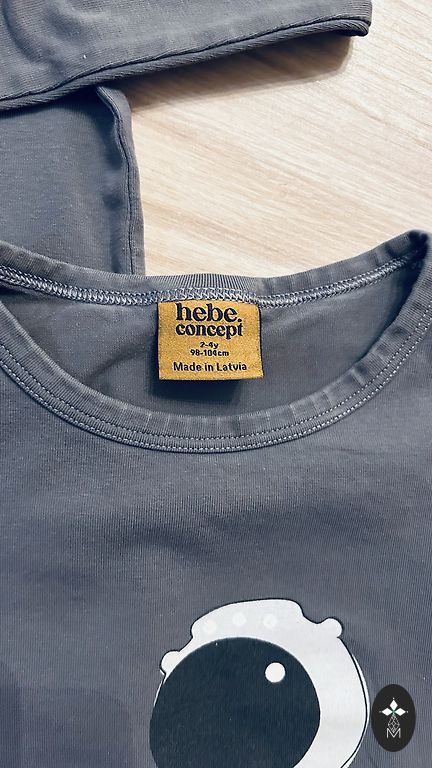 hebe.
concept
2-4y
98-104cm
Made in Latvia
M